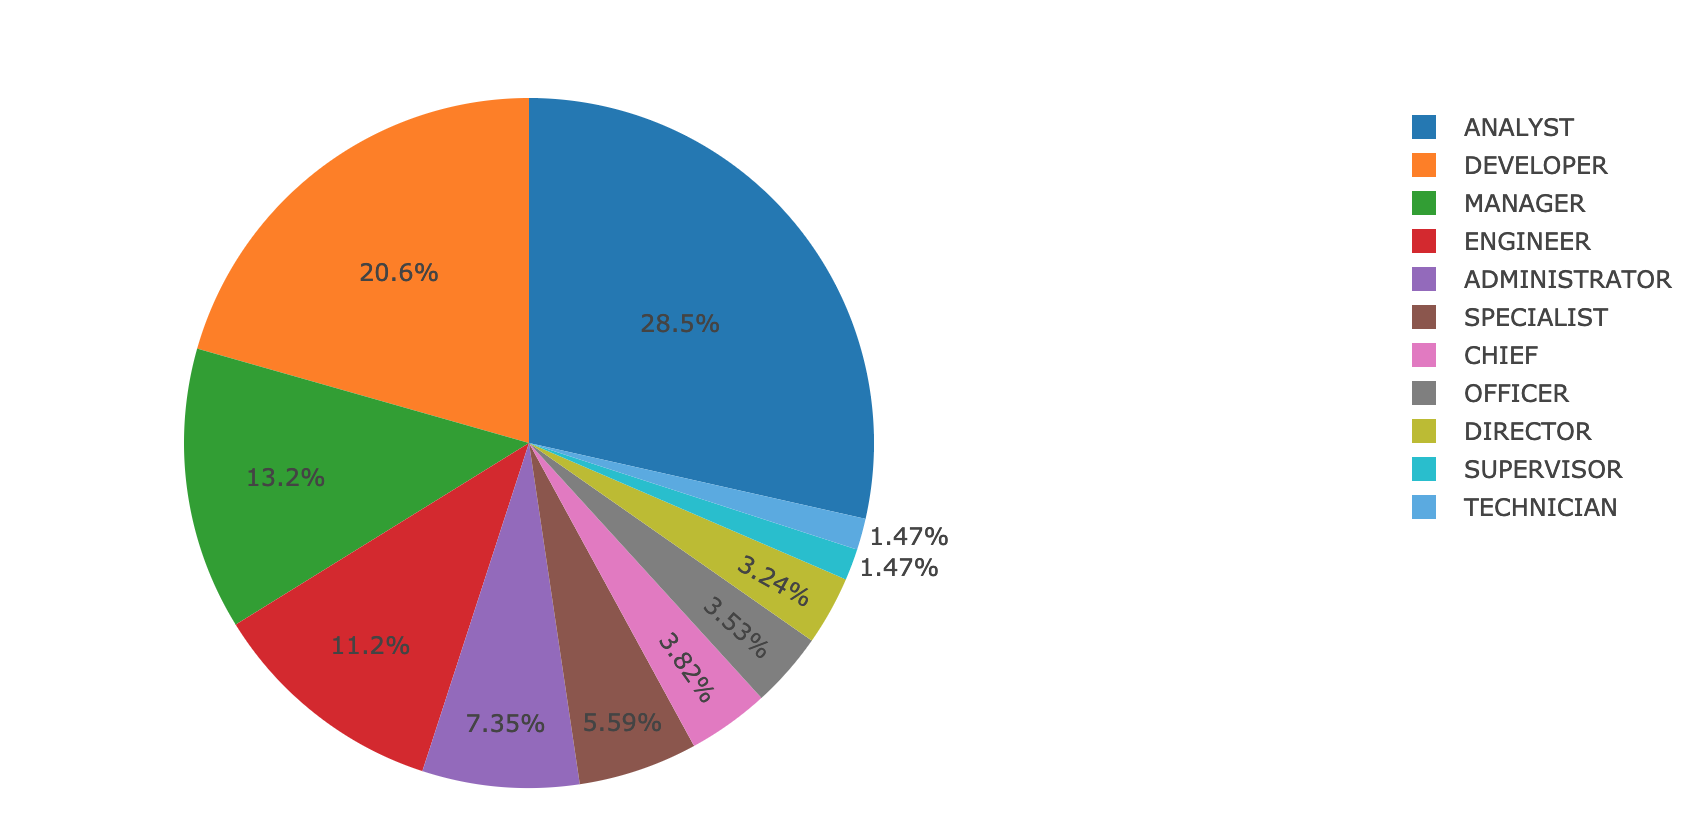 28.5%
20.6%
13.2%
11.2%
7.35%
5.59%
3.82%
3.53%
3.24%
1.47%
1.47%
ANALYST
DEVELOPER
MANAGER
ENGINEER
ADMINISTRATOR
SPECIALIST
CHIEF
OFFICER
DIRECTOR
SUPERVISOR
TECHNICIAN